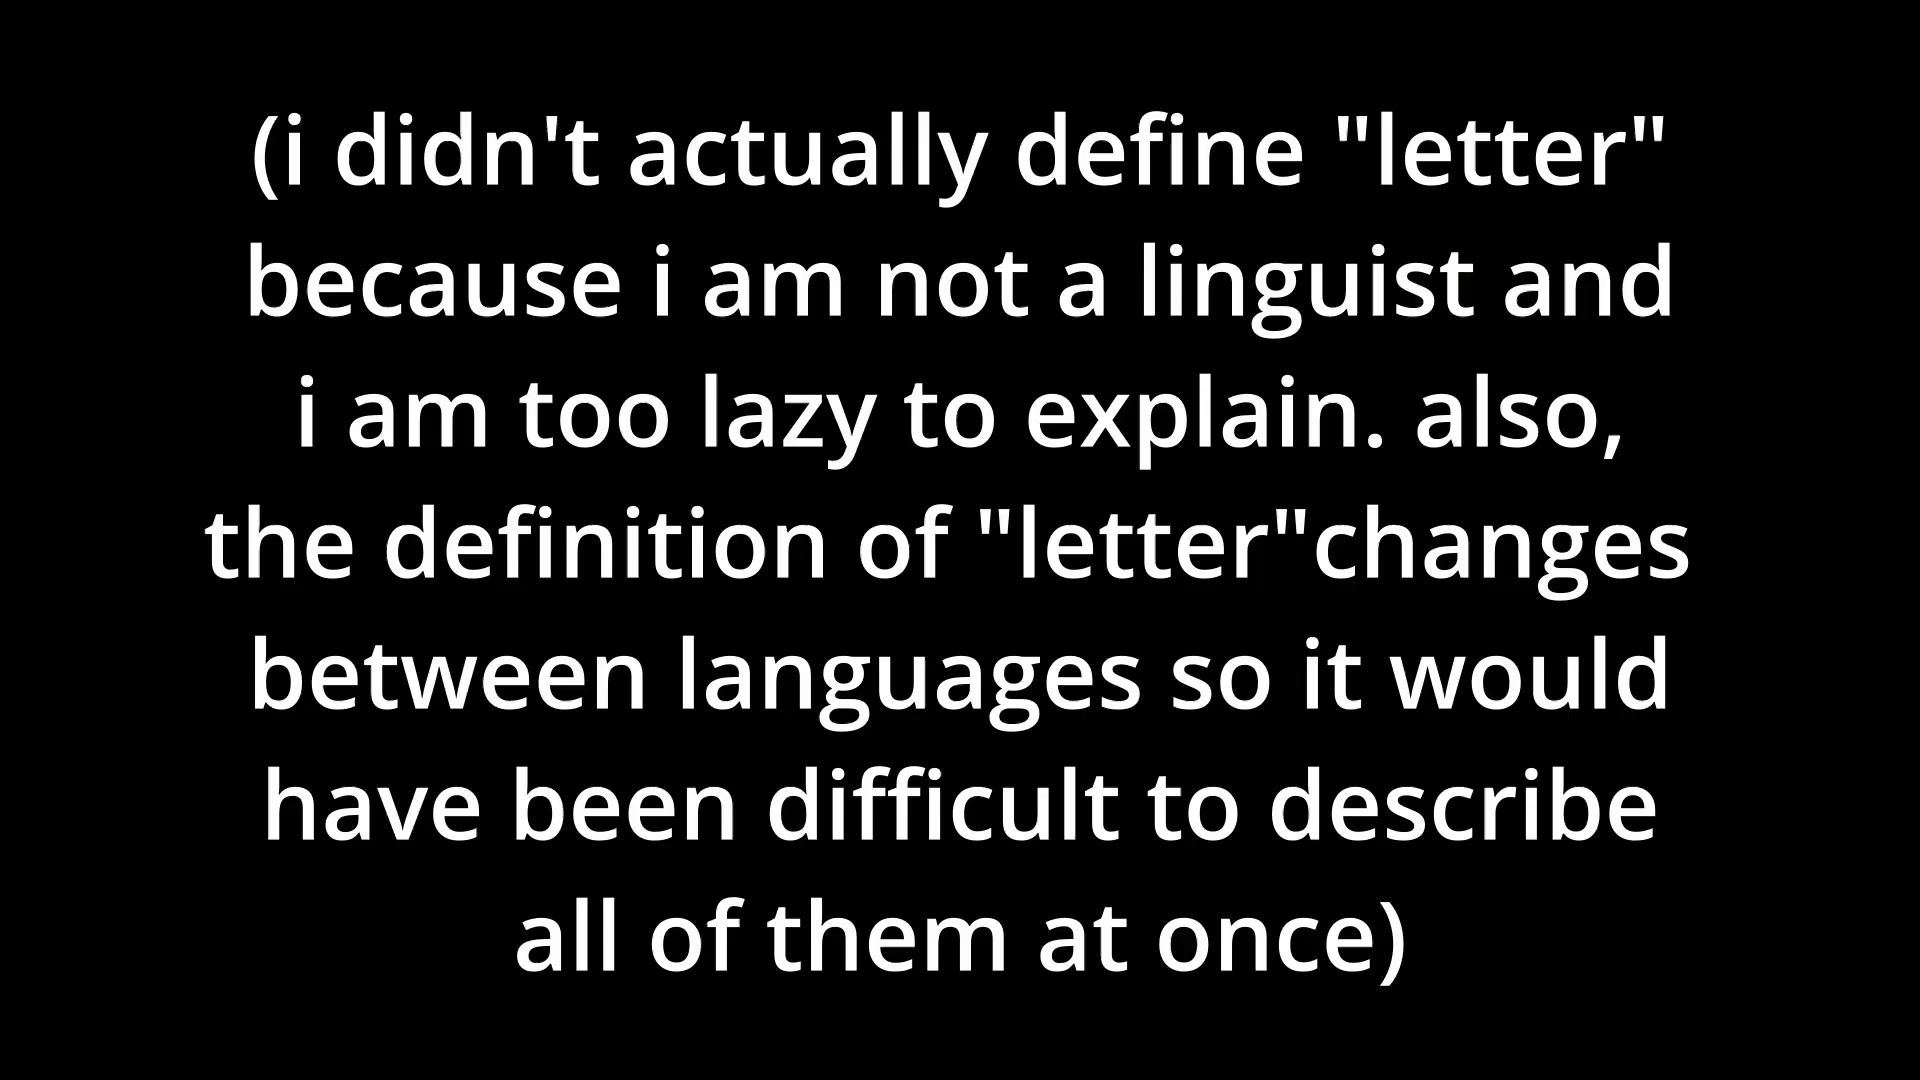 (i didn't actually define "letter"
because i am not a linguist and
i am too lazy to explain. also,
the definition of "letter"changes
between languages so it would
have been difficult to describe
all of them at once)